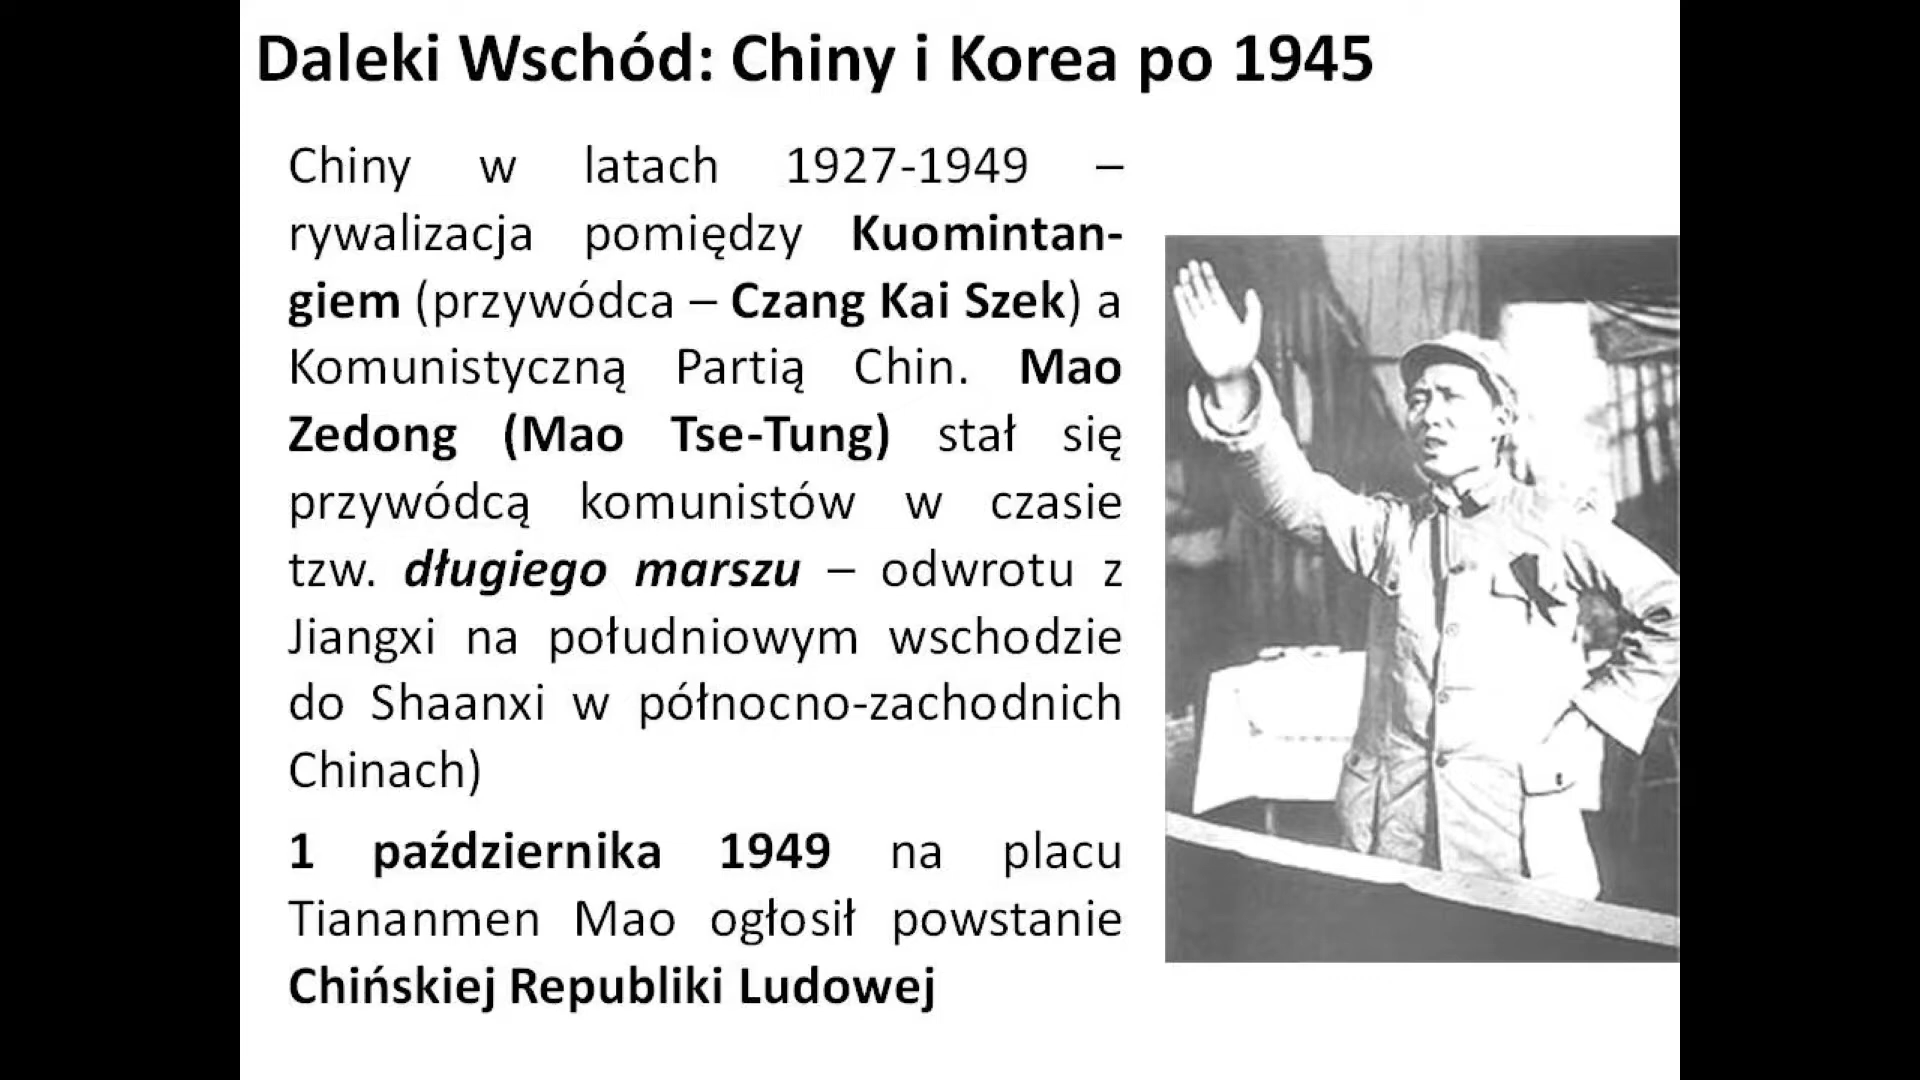 Daleki Wschód: Chiny i Korea po 1945
Chiny w latach 1927-1949 –
rywalizacja pomiędzy Kuomintan-
giem (przywódca – Czang Kai Szek) a
Komunistyczną Partią Chin. Mao
Zedong (Mao Tse-Tung) stał się
przywódcą komunistów w czasie
tzw. długiego marszu – odwrotu z
Jiangxi na południowym wschodzie
do Shaanxi w północno-zachodnich
Chinach)
1 października 1949 na placu
Tiananmen Mao ogłosił powstanie
Chińskiej Republiki Ludowej